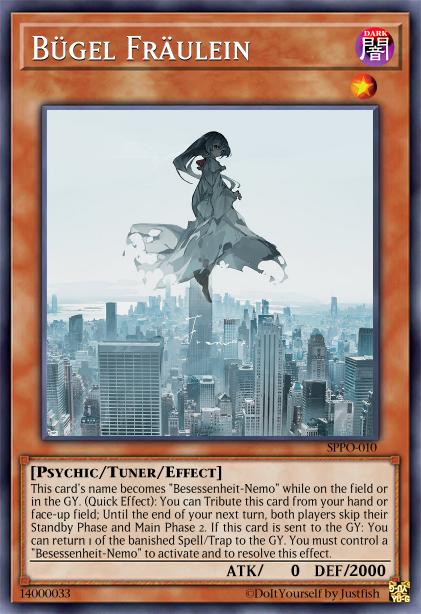 BÜGEL FRÄULEIN
DARK
闇
SPPO-010
[PSYCHIC/TUNER/EFFECT]
This card's name becomes "Besessenheit-Nemo" while on the field or
in the GY. (Quick Effect): You can Tribute this card from your hand or
face-up field; Until the end of your next turn, both players skip their
Standby Phase and Main Phase 2. If this card is sent to the GY: You
can return 1 of the banished Spell/Trap to the GY. You must control a
"Besessenheit-Nemo" to activate and to resolve this effect.
ATK/ 0 DEF/2000
14000033 ©DoItYourself by Justfish